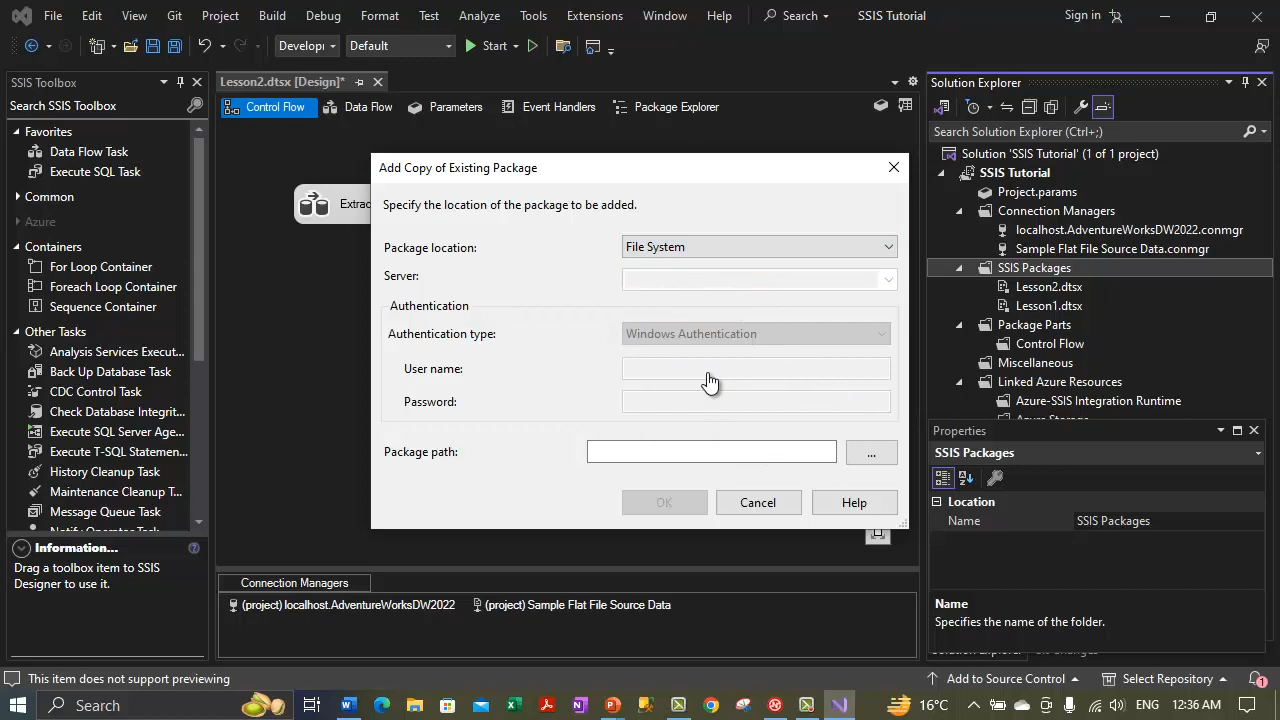 File Edit View Git Project Build Debug Format Test Analyze Tools Extensions Window Help Search SSIS Tutorial Sign in
Develop Default Start
SSIS Toolbox
Search SSIS Toolbox
Favorites
Data Flow Task
Execute SQL Task
Common
Azure
Containers
For Loop Container
Foreach Loop Container
Sequence Container
Other Tasks
Analysis Services Execut...
Back Up Database Task
CDC Control Task
Check Database Integrit...
Execute SQL Server Age...
Execute T-SQL Statemen...
History Cleanup Task
Maintenance Cleanup T...
Message Queue Task
Notify Operator Task
Information...
Drag a toolbox item to SSIS
Designer to use it.
Lesson2.dtsx [Design]*
Control Flow Data Flow Parameters Event Handlers Package Explorer
Extrac
Add Copy of Existing Package
Specify the location of the package to be added.
Package location: File System
Server:
Authentication
Authentication type: Windows Authentication
User name:
Password:
Package path: ...
OK Cancel Help
Connection Managers
(project) localhost.AdventureWorksDW2022 (project) Sample Flat File Source Data
Solution Explorer
Search Solution Explorer (Ctrl+;)
Solution 'SSIS Tutorial' (1 of 1 project)
SSIS Tutorial
Project.params
Connection Managers
localhost.AdventureWorksDW2022.conmgr
Sample Flat File Source Data.conmgr
SSIS Packages
Lesson2.dtsx
Lesson1.dtsx
Package Parts
Control Flow
Miscellaneous
Linked Azure Resources
Azure-SSIS Integration Runtime
Azure Storage
Properties
SSIS Packages
Location
Name SSIS Packages
Name
Specifies the name of the folder.
Solution Explorer Git Changes
This item does not support previewing Add to Source Control Select Repository 1
Search 16°C ENG 12:36 AM